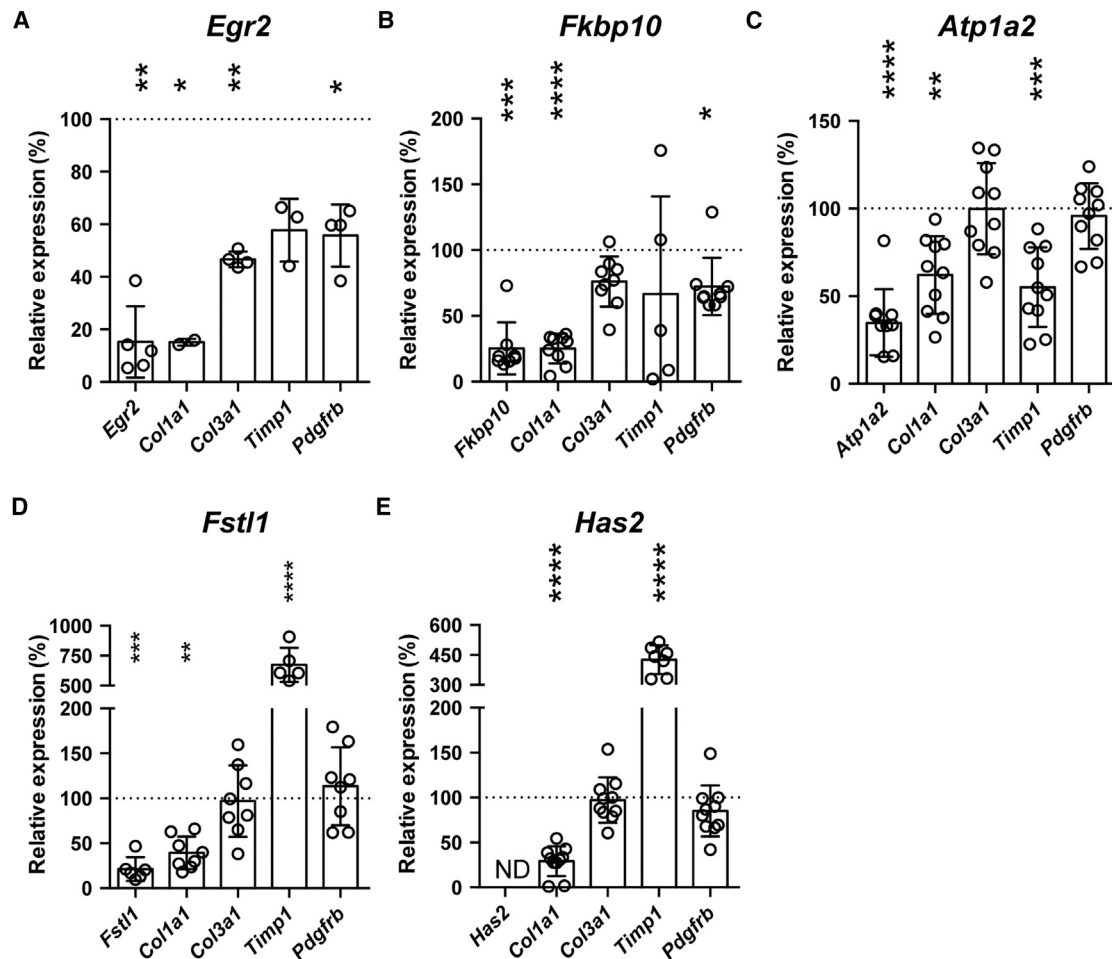 A
Egr2
** * ** *
Relative expression (%)
100
80
60
40
20
0
Egr2 Col1a1 Col3a1 Timp1 Pdgfrb
B
Fkbp10
*** **** *
Relative expression (%)
200
150
100
50
0
Fkbp10 Col1a1 Col3a1 Timp1 Pdgfrb
C
Atp1a2
**** ** ***
Relative expression (%)
150
100
50
0
Atp1a2 Col1a1 Col3a1 Timp1 Pdgfrb
D
Fstl1
*** ** ****
Relative expression (%)
1000
750
500
200
150
100
50
0
Fstl1 Col1a1 Col3a1 Timp1 Pdgfrb
E
Has2
**** ****
Relative expression (%)
600
450
300
200
150
100
50
0
ND
Has2 Col1a1 Col3a1 Timp1 Pdgfrb